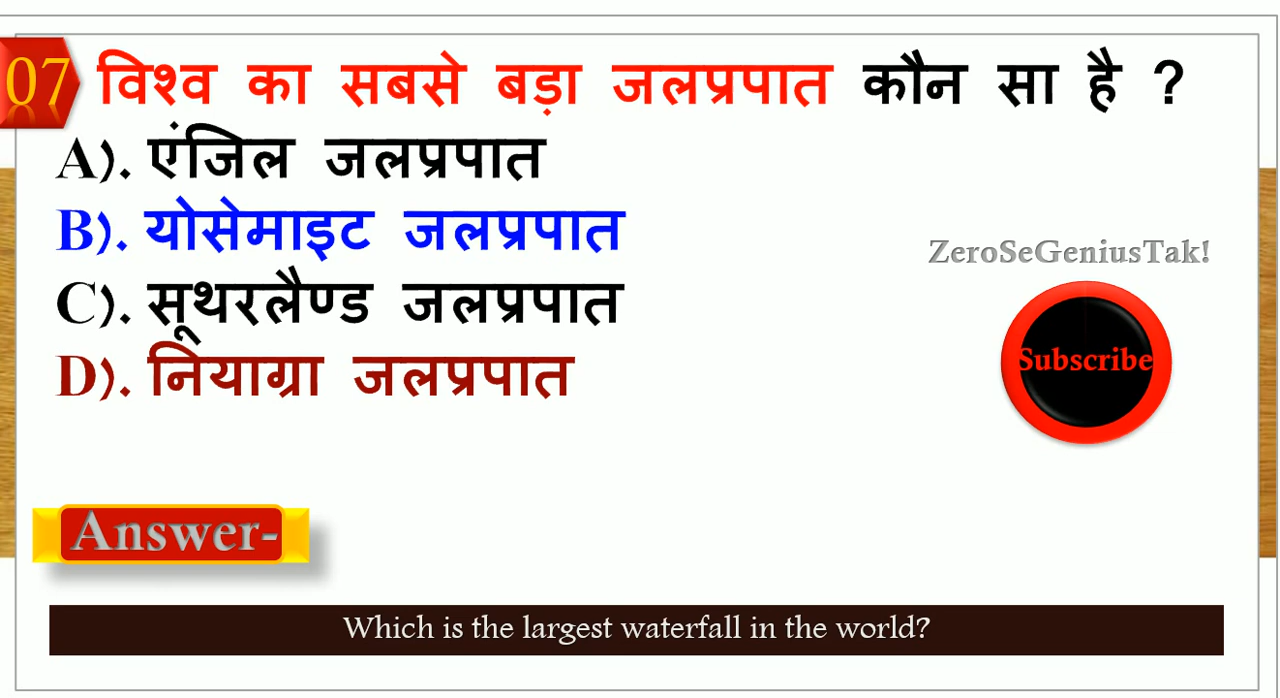 07 विश्व का सबसे बड़ा जलप्रपात कौन सा है ?
A). एंजिल जलप्रपात
B). योसेमाइट जलप्रपात
C). सूथरलैण्ड जलप्रपात
D). नियाग्रा जलप्रपात
ZeroSeGeniusTak!
Subscribe
Answer-
Which is the largest waterfall in the world?